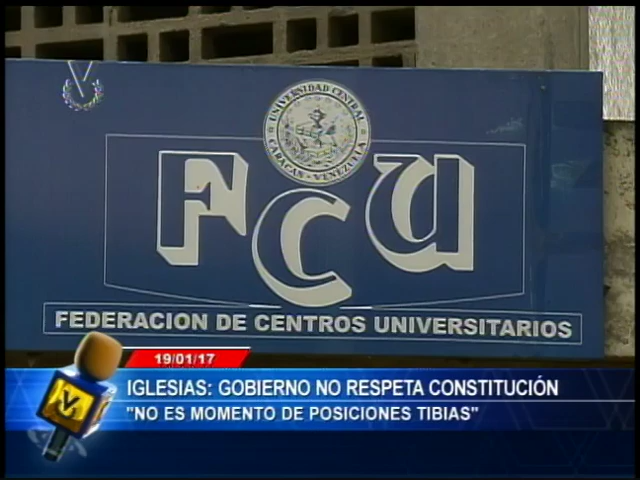 V
UNIVERSIDAD CENTRAL
CARACAS - VENEZUELA
FCU
FEDERACION DE CENTROS UNIVERSITARIOS
19/01/17
IGLESIAS: GOBIERNO NO RESPETA CONSTITUCIÓN
"NO ES MOMENTO DE POSICIONES TIBIAS"
V